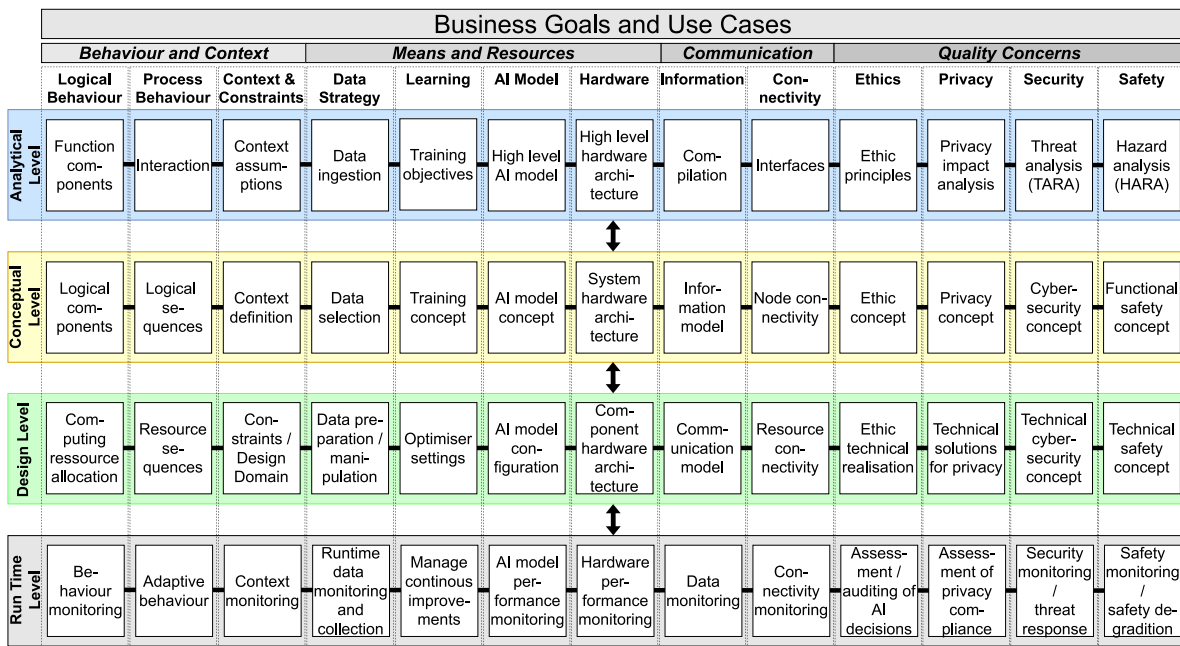 Business Goals and Use Cases
Behaviour and Context
Means and Resources
Communication
Quality Concerns
Logical
Behaviour
Process
Behaviour
Context &
Constraints
Data
Strategy
Learning
AI Model
Hardware
Information
Con-
nectivity
Ethics
Privacy
Security
Safety
Analytical
Level
Function
com-
ponents
Interaction
Context
assum-
ptions
Data
ingestion
Training
objectives
High level
AI model
High level
hardware
archi-
tecture
Com-
pilation
Interfaces
Ethic
principles
Privacy
impact
analysis
Threat
analysis
(TARA)
Hazard
analysis
(HARA)
Conceptual
Level
Logical
com-
ponents
Logical
se-
quences
Context
definition
Data
selection
Training
concept
AI model
concept
System
hardware
archi-
tecture
Infor-
mation
model
Node con-
nectivity
Ethic
concept
Privacy
concept
Cyber-
security
concept
Functional
safety
concept
Design Level
Com-
puting
ressource
allocation
Resource
se-
quences
Con-
straints /
Design
Domain
Data pre-
paration /
mani-
pulation
Optimiser
settings
AI model
con-
figuration
Com-
ponent
hardware
archi-
tecture
Comm-
unication
model
Resource
con-
nectivity
Ethic
technical
realisation
Technical
solutions
for privacy
Technical
cyber-
security
concept
Technical
safety
concept
Run Time
Level
Be-
haviour
monitoring
Adaptive
behaviour
Context
monitoring
Runtime
data
monitoring
and
collection
Manage
continous
improve-
ments
AI model
per-
formance
monitoring
Hardware
per-
formance
monitoring
Data
monitoring
Con-
nectivity
monitoring
Assess-
ment /
auditing of
AI
decisions
Assess-
ment of
privacy
com-
pliance
Security
monitoring
/
threat
response
Safety
monitoring
/
safety de-
gradition